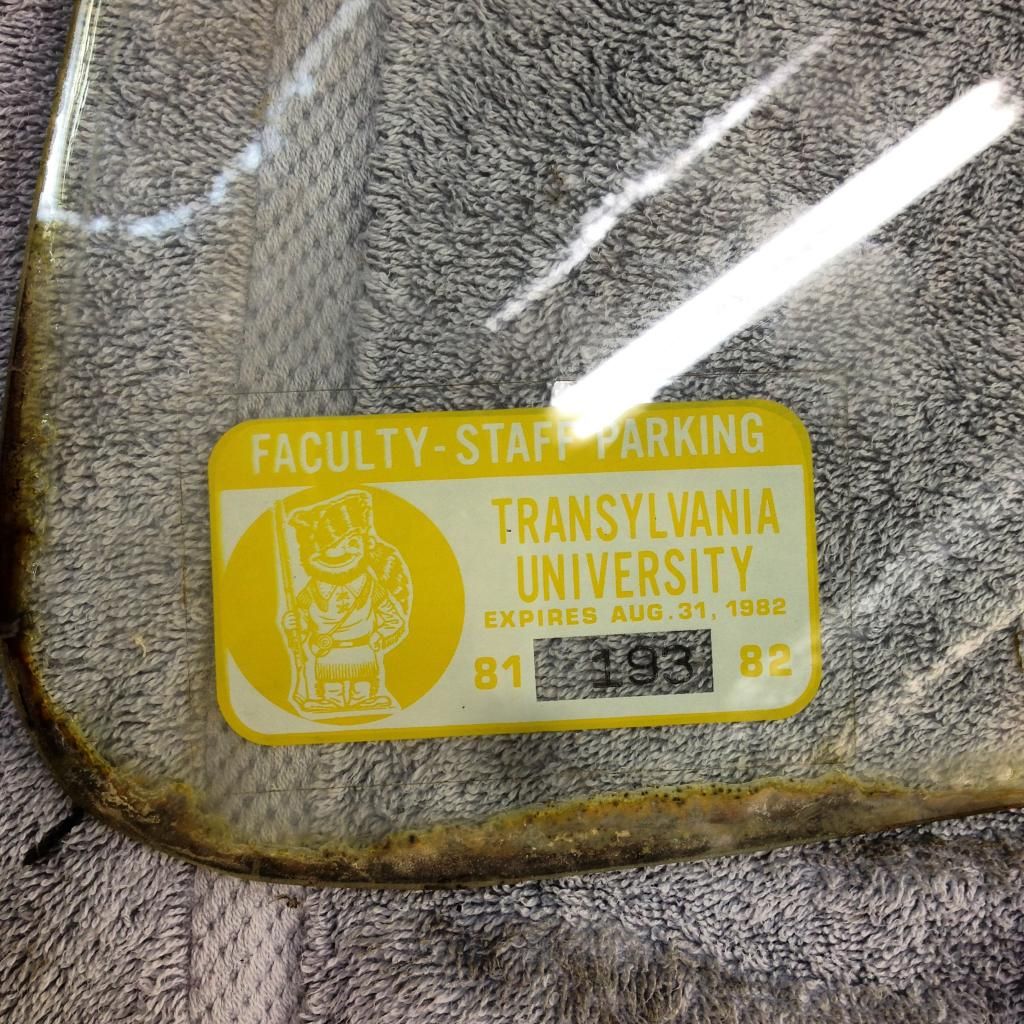 FACULTY-STAFF PARKING
TRANSYLVANIA
UNIVERSITY
EXPIRES AUG. 31, 1982
81 193 82